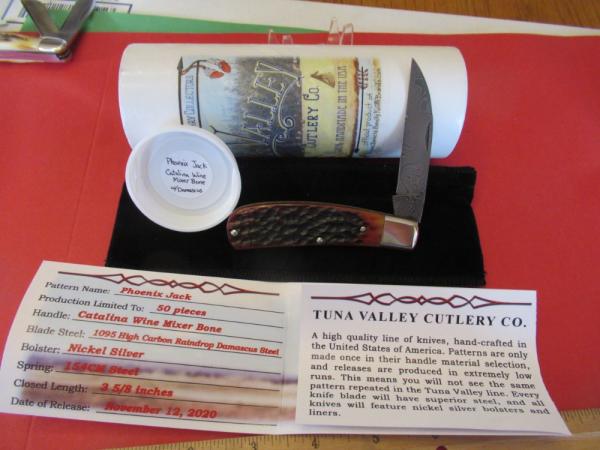 VALLEY
CUTLERY CO.
HANDMADE IN THE USA
Phoenix Jack
Catalina Wine
Mixer Bone
w/Damascus
Pattern Name: Phoenix Jack
Production Limited To: 50 pieces
Handle: Catalina Wine Mixer Bone
Blade Steel: 1095 High Carbon Raindrop Damascus Steel
Bolster: Nickel Silver
Spring: 154CM Steel
Closed Length: 3 5/8 inches
Date of Release: November 12, 2020
TUNA VALLEY CUTLERY CO.
A high quality line of knives, hand-crafted in
the United States of America. Patterns are only
made once in their handle material selection,
and releases are produced in extremely low
runs. This means you will not see the same
pattern repeated in the Tuna Valley line. Every
knife blade will have superior steel, and all
knives will feature nickel silver bolsters and
liners.